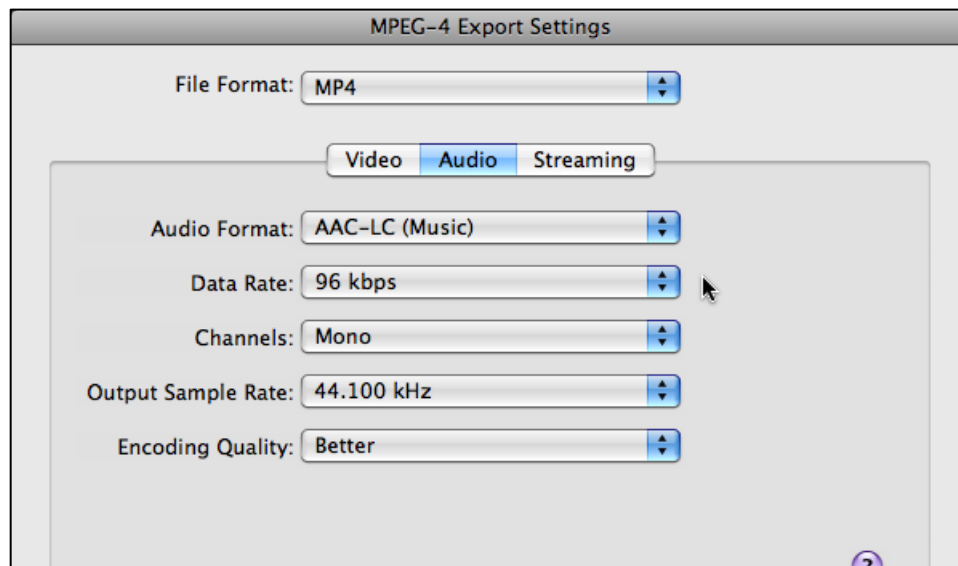 MPEG-4 Export Settings
File Format: MP4
Video Audio Streaming
Audio Format: AAC-LC (Music)
Data Rate: 96 kbps
Channels: Mono
Output Sample Rate: 44.100 kHz
Encoding Quality: Better
?